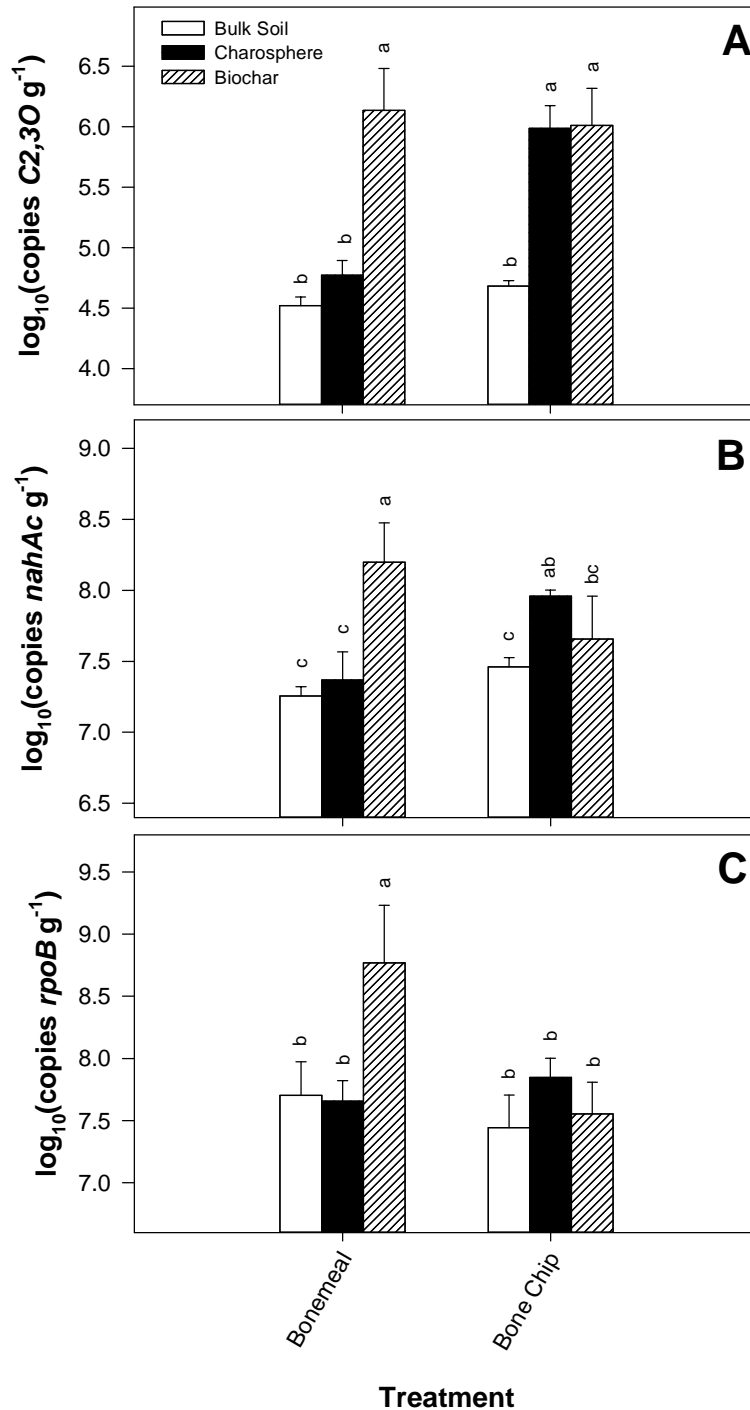 A
Bulk Soil
Charosphere
Biochar
log10(copies C2,3O g-1)
6.5
6.0
5.5
5.0
4.5
4.0
b
b
a
b
a
a
B
log10(copies nahAc g-1)
9.0
8.5
8.0
7.5
7.0
6.5
c
c
a
c
ab
bc
C
log10(copies rpoB g-1)
9.5
9.0
8.5
8.0
7.5
7.0
b
b
a
b
b
b
Bonemeal
Bone Chip
Treatment